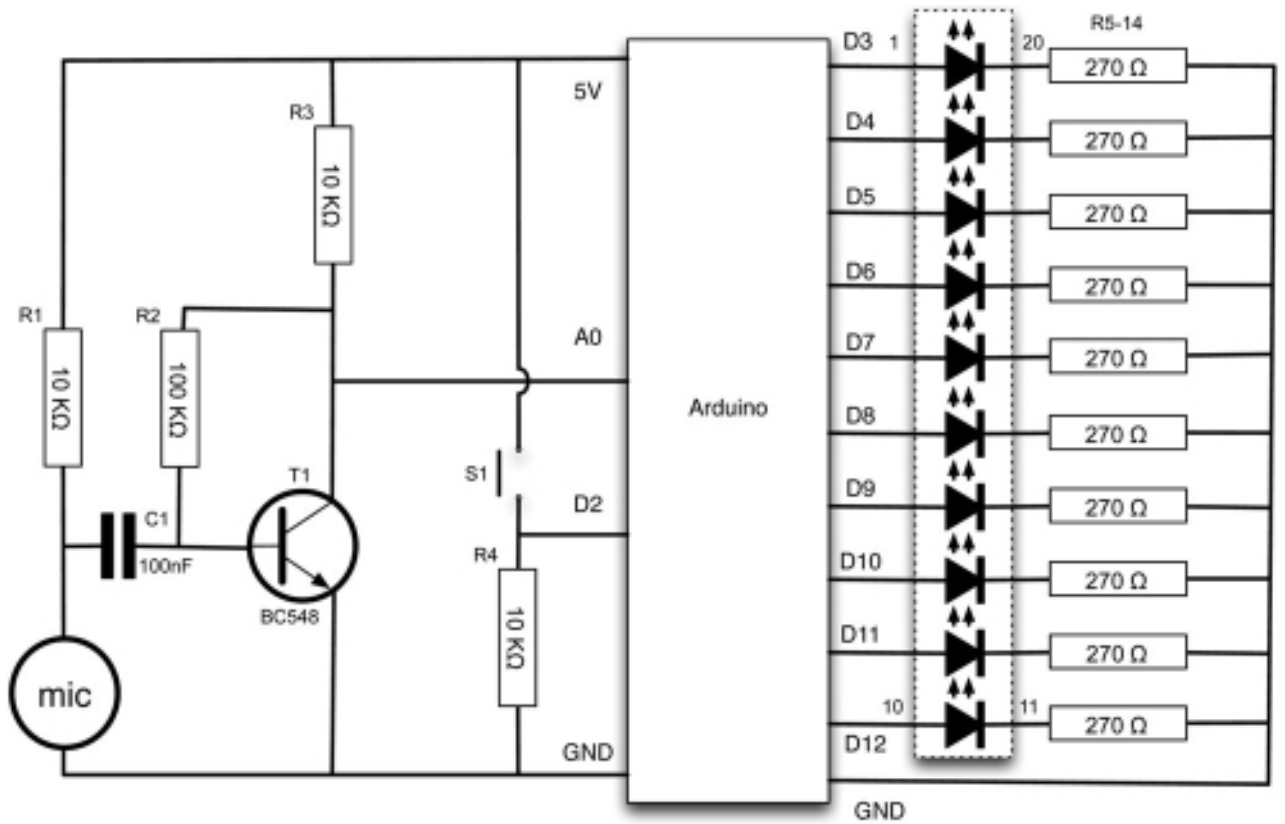 D3
1
20
R5-14
270 Ω
5V
R3
10 KΩ
D4
270 Ω
D5
270 Ω
D6
270 Ω
R1
10 KΩ
R2
100 KΩ
A0
D7
270 Ω
Arduino
D8
270 Ω
T1
S1
D2
D9
270 Ω
C1
100nF
BC548
R4
10 KΩ
D10
270 Ω
D11
270 Ω
mic
10
11
270 Ω
D12
GND
GND